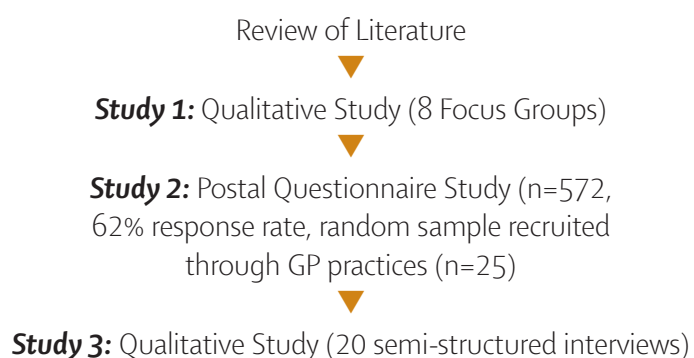 Review of Literature
Study 1: Qualitative Study (8 Focus Groups)
Study 2: Postal Questionnaire Study (n=572,
62% response rate, random sample recruited
through GP practices (n=25)
Study 3: Qualitative Study (20 semi-structured interviews)